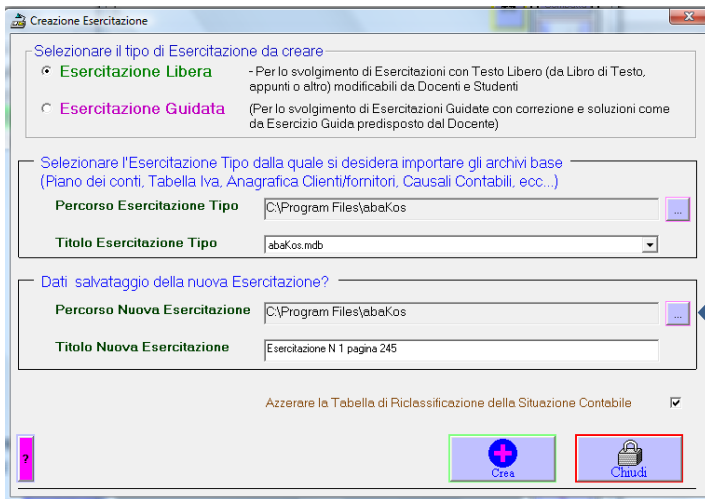 Creazione Esercitazione
Selezionare il tipo di Esercitazione da creare
Esercitazione Libera - Per lo svolgimento di Esercitazioni con Testo Libero (da Libro di Testo,
appunti o altro) modificabili da Docenti e Studenti
Esercitazione Guidata (Per lo svolgimento di Esercitazioni Guidate con correzione e soluzioni come
da Esercizio Guida predisposto dal Docente)
Selezionare l'Esercitazione Tipo dalla quale si desidera importare gli archivi base
(Piano dei conti, Tabella Iva, Anagrafica Clienti/fornitori, Causali Contabili, ecc...)
Percorso Esercitazione Tipo C:\Program Files\abaKos ...
Titolo Esercitazione Tipo abaKos.mdb
Dati salvataggio della nuova Esercitazione?
Percorso Nuova Esercitazione C:\Program Files\abaKos ...
Titolo Nuova Esercitazione Esercitazione N 1 pagina 245
Azzerare la Tabella di Riclassificazione della Situazione Contabile
? Crea Chiudi